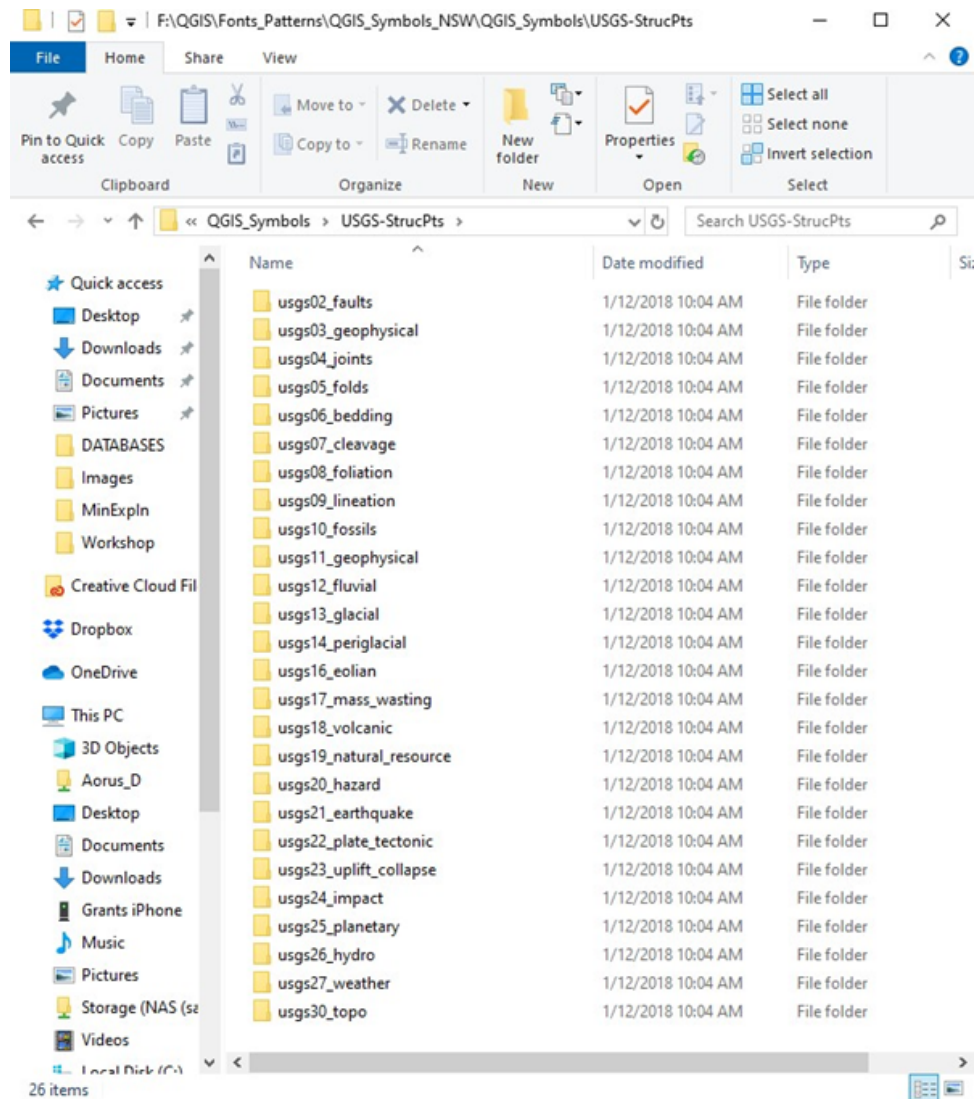 F:\QGIS\Fonts_Patterns\QGIS_Symbols_NSW\QGIS_Symbols\USGS-StrucPts
File Home Share View
Pin to Quick access
Copy
Paste
Move to
Copy to
Delete
Rename
New folder
Properties
Select all
Select none
Invert selection
Clipboard Organize New Open Select
« QGIS_Symbols › USGS-StrucPts ›
Search USGS-StrucPts
Name Date modified Type
Quick access
Desktop
Downloads
Documents
Pictures
DATABASES
Images
MinExpln
Workshop
Creative Cloud Fil
Dropbox
OneDrive
This PC
3D Objects
Aorus_D
Desktop
Documents
Downloads
Grants iPhone
Music
Pictures
Storage (NAS (sa
Videos
Local Disk (C:)
usgs02_faults 1/12/2018 10:04 AM File folder
usgs03_geophysical 1/12/2018 10:04 AM File folder
usgs04_joints 1/12/2018 10:04 AM File folder
usgs05_folds 1/12/2018 10:04 AM File folder
usgs06_bedding 1/12/2018 10:04 AM File folder
usgs07_cleavage 1/12/2018 10:04 AM File folder
usgs08_foliation 1/12/2018 10:04 AM File folder
usgs09_lineation 1/12/2018 10:04 AM File folder
usgs10_fossils 1/12/2018 10:04 AM File folder
usgs11_geophysical 1/12/2018 10:04 AM File folder
usgs12_fluvial 1/12/2018 10:04 AM File folder
usgs13_glacial 1/12/2018 10:04 AM File folder
usgs14_periglacial 1/12/2018 10:04 AM File folder
usgs16_eolian 1/12/2018 10:04 AM File folder
usgs17_mass_wasting 1/12/2018 10:04 AM File folder
usgs18_volcanic 1/12/2018 10:04 AM File folder
usgs19_natural_resource 1/12/2018 10:04 AM File folder
usgs20_hazard 1/12/2018 10:04 AM File folder
usgs21_earthquake 1/12/2018 10:04 AM File folder
usgs22_plate_tectonic 1/12/2018 10:04 AM File folder
usgs23_uplift_collapse 1/12/2018 10:04 AM File folder
usgs24_impact 1/12/2018 10:04 AM File folder
usgs25_planetary 1/12/2018 10:04 AM File folder
usgs26_hydro 1/12/2018 10:04 AM File folder
usgs27_weather 1/12/2018 10:04 AM File folder
usgs30_topo 1/12/2018 10:04 AM File folder
26 items